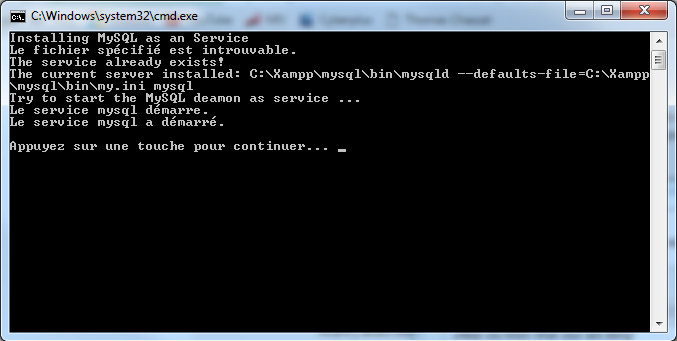 C:\Windows\system32\cmd.exe
Installing MySQL as an Service
Le fichier spécifié est introuvable.
The service already exists!
The current server installed: C:\Xampp\mysql\bin\mysqld --defaults-file=C:\Xampp
\mysql\bin\my.ini mysql
Try to start the MySQL deamon as service ...
Le service mysql démarre.
Le service mysql a démarré.
Appuyez sur une touche pour continuer... _